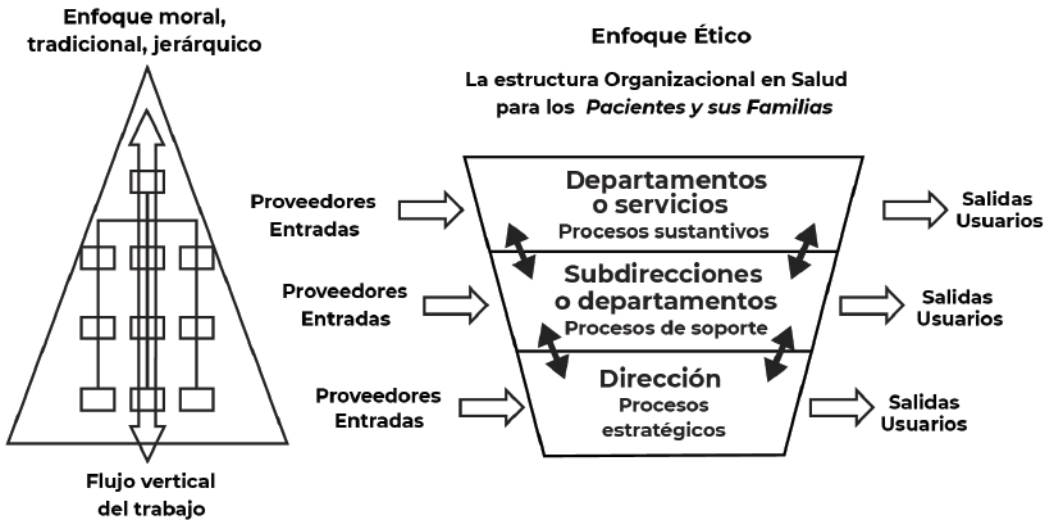 Enfoque moral,
tradicional, jerárquico
Flujo vertical
del trabajo
Enfoque Ético
La estructura Organizacional en Salud
para los Pacientes y sus Familias
Proveedores
Entradas
Departamentos
o servicios
Procesos sustantivos
Salidas
Usuarios
Proveedores
Entradas
Subdirecciones
o departamentos
Procesos de soporte
Salidas
Usuarios
Proveedores
Entradas
Dirección
Procesos
estratégicos
Salidas
Usuarios